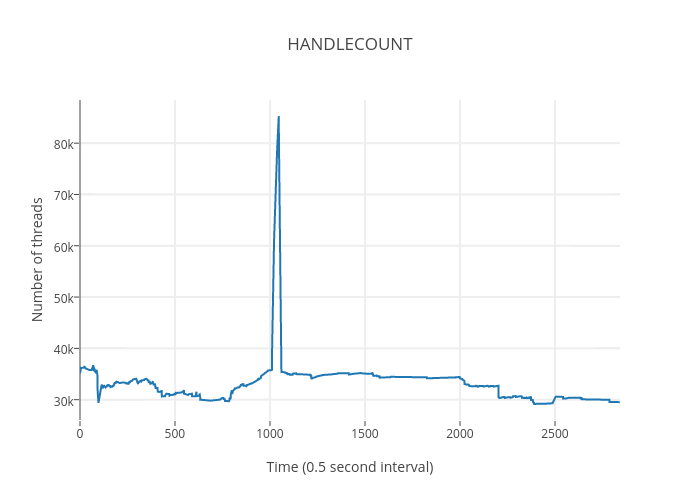 HANDLECOUNT
Number of threads
80k
70k
60k
50k
40k
30k
0
500
1000
1500
2000
2500
Time (0.5 second interval)